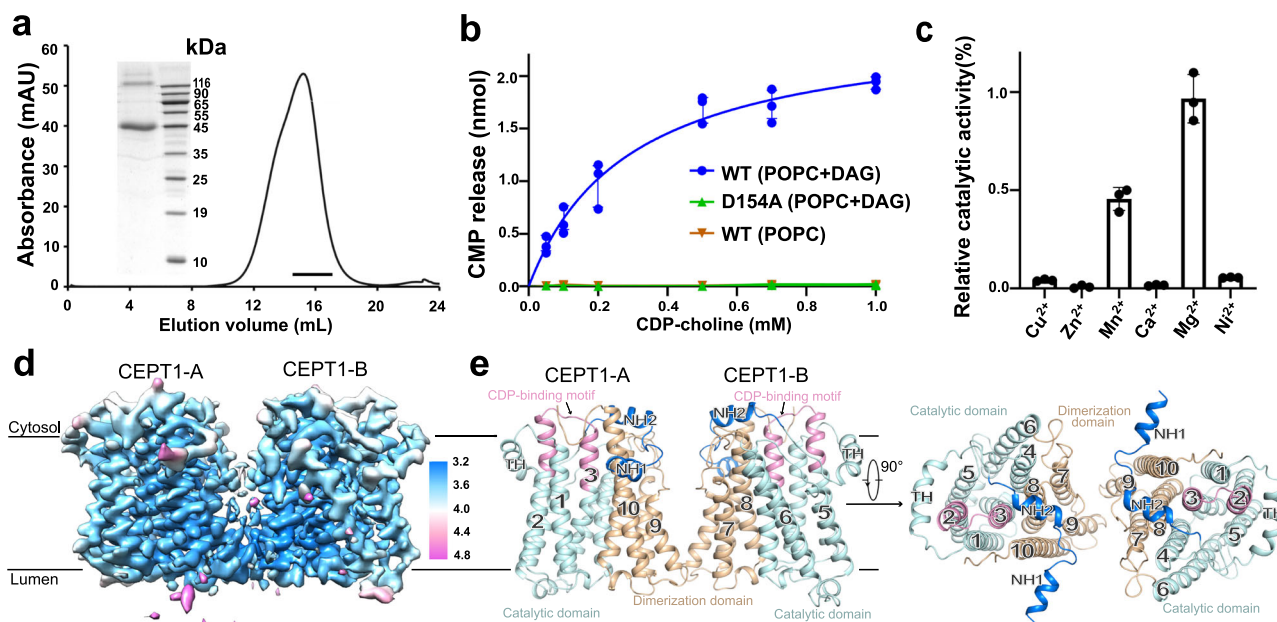 a
kDa
Absorbance (mAU)
60
50
40
30
20
10
0
116
90
65
55
45
35
25
19
10
0
6
12
18
24
Elution volume (mL)
b
CMP release (nmol)
2.0
1.5
1.0
0.5
0.0
WT (POPC+DAG)
D154A (POPC+DAG)
WT (POPC)
0.0
0.2
0.4
0.6
0.8
1.0
CDP-choline (mM)
c
Relative catalytic activity(%)
1.0
0.5
0.0
Cu²⁺
Zn²⁺
Mn²⁺
Ca²⁺
Mg²⁺
Ni²⁺
d
CEPT1-A
CEPT1-B
Cytosol
Lumen
3.2
3.6
4.0
4.4
4.8
e
CEPT1-A
CEPT1-B
CDP-binding motif
CDP-binding motif
NH2
NH2
TH
NH1
TH
3
1
2
10
9
8
7
6
5
Catalytic domain
Dimerization domain
Catalytic domain
90°
Catalytic domain
Dimerization domain
6
4
5
7
8
TH
2
3
NH2
9
1
10
NH1
NH1
10
1
9
3
2
NH2
8
TH
7
4
5
6
Catalytic domain